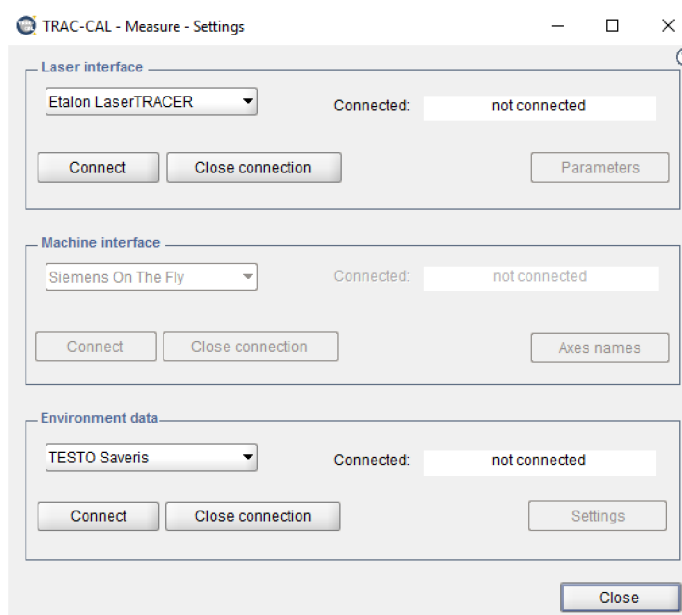 TRAC-CAL - Measure - Settings
Laser interface
Etalon LaserTRACER Connected: not connected
Connect Close connection Parameters
Machine interface
Siemens On The Fly Connected: not connected
Connect Close connection Axes names
Environment data
TESTO Saveris Connected: not connected
Connect Close connection Settings
Close